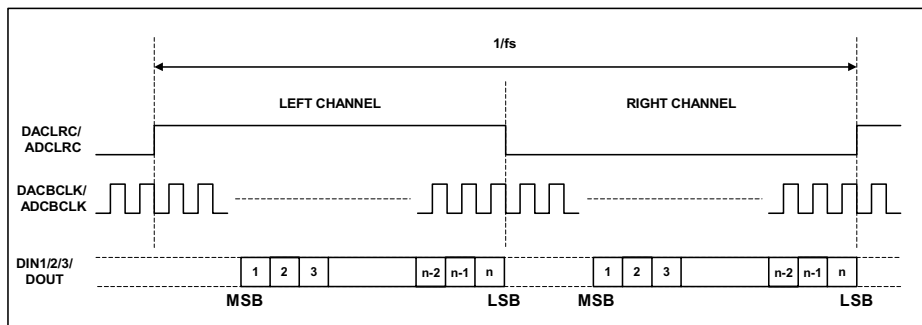 1/fs
LEFT CHANNEL
RIGHT CHANNEL
DACLRC/
ADCLRC
DACBCLK/
ADCBCLK
DIN1/2/3/
DOUT
1 2 3 n-2 n-1 n 1 2 3 n-2 n-1 n
MSB LSB MSB LSB